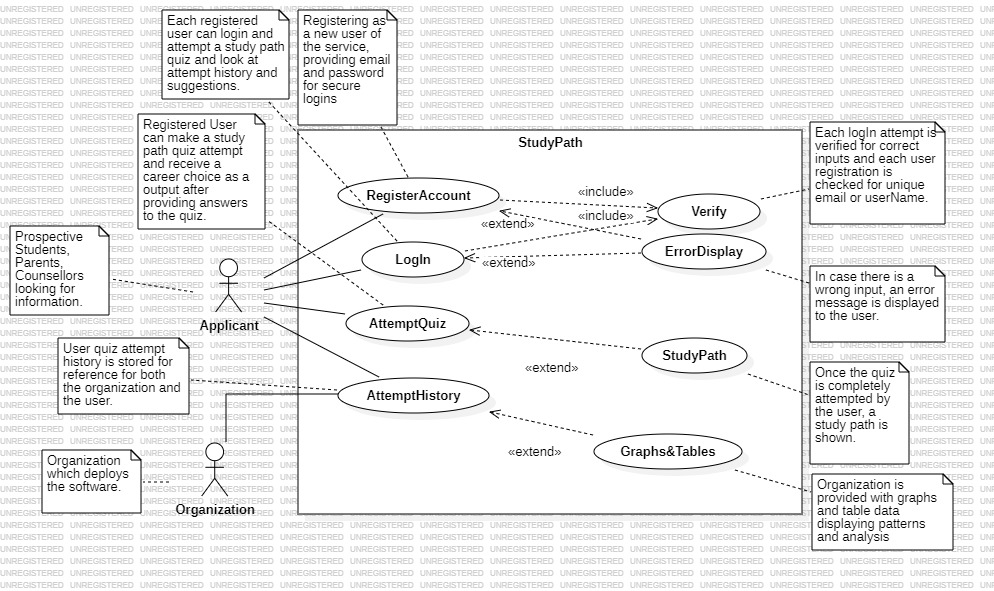 Each registered
user can login and
attempt a study path
quiz and look at
attempt history and
suggestions.
Registering as
a new user of
the service,
providing email
and password
for secure
logins
Registered User
can make a study
path quiz attempt
and receive a
career choice as a
output after
providing answers
to the quiz.
StudyPath
Each logIn attempt is
verified for correct
inputs and each user
registration is
checked for unique
email or userName.
RegisterAccount
«include»
Verify
«include»
«extend»
Prospective
Students,
Parents,
Counsellors
looking for
information.
LogIn
«extend»
ErrorDisplay
In case there is a
wrong input, an error
message is displayed
to the user.
Applicant
AttemptQuiz
User quiz attempt
history is stored for
reference for both
the organization and
the user.
StudyPath
«extend»
Once the quiz
is completely
attempted by
the user, a
study path is
shown.
AttemptHistory
Graphs&Tables
«extend»
Organization
which deploys
the software.
Organization
Organization is
provided with graphs
and table data
displaying patterns
and analysis
UNREGISTERED